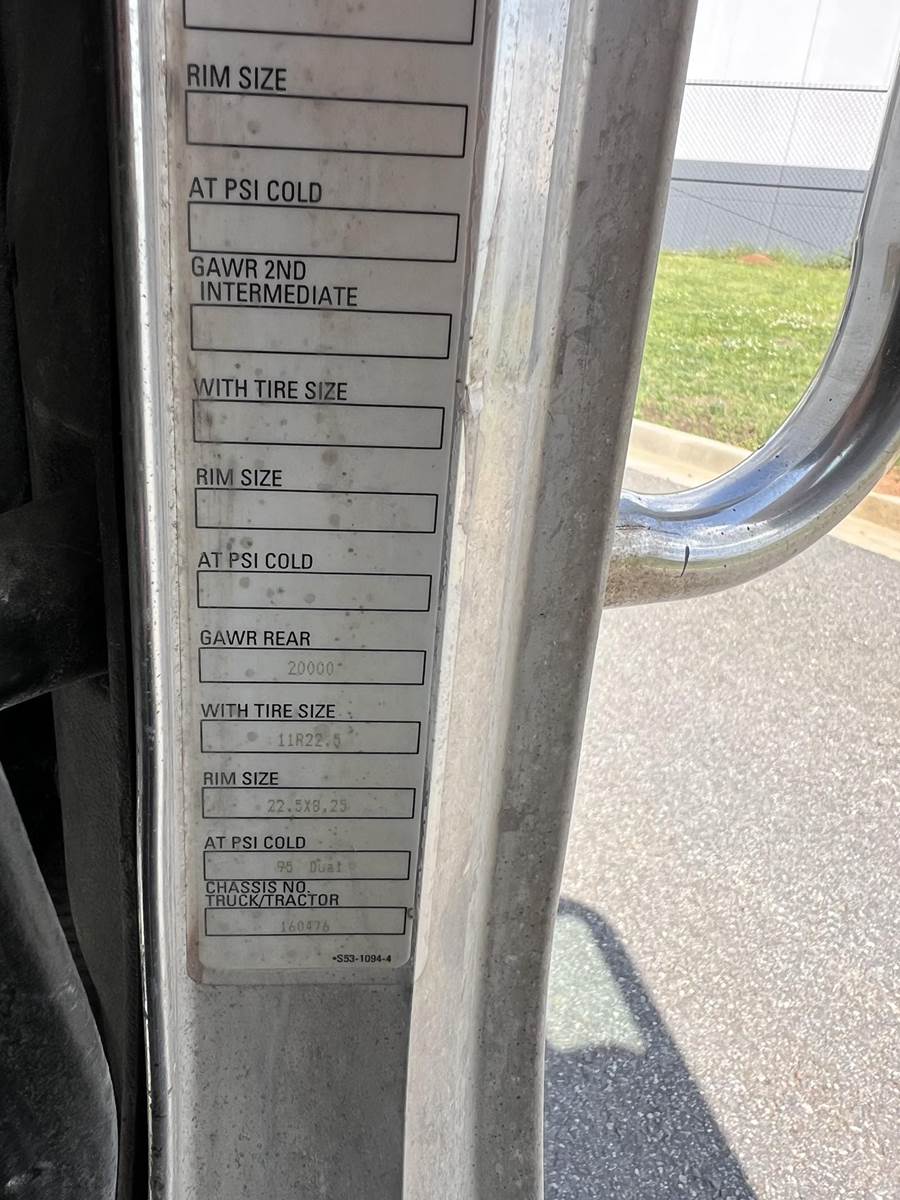 RIM SIZE
AT PSI COLD
GAWR 2ND
INTERMEDIATE
WITH TIRE SIZE
RIM SIZE
AT PSI COLD
GAWR REAR
20000
WITH TIRE SIZE
11R22.5
RIM SIZE
22.5X8.25
AT PSI COLD
95 Dual
CHASSIS NO.
TRUCK/TRACTOR
160476
•S53-1094-4